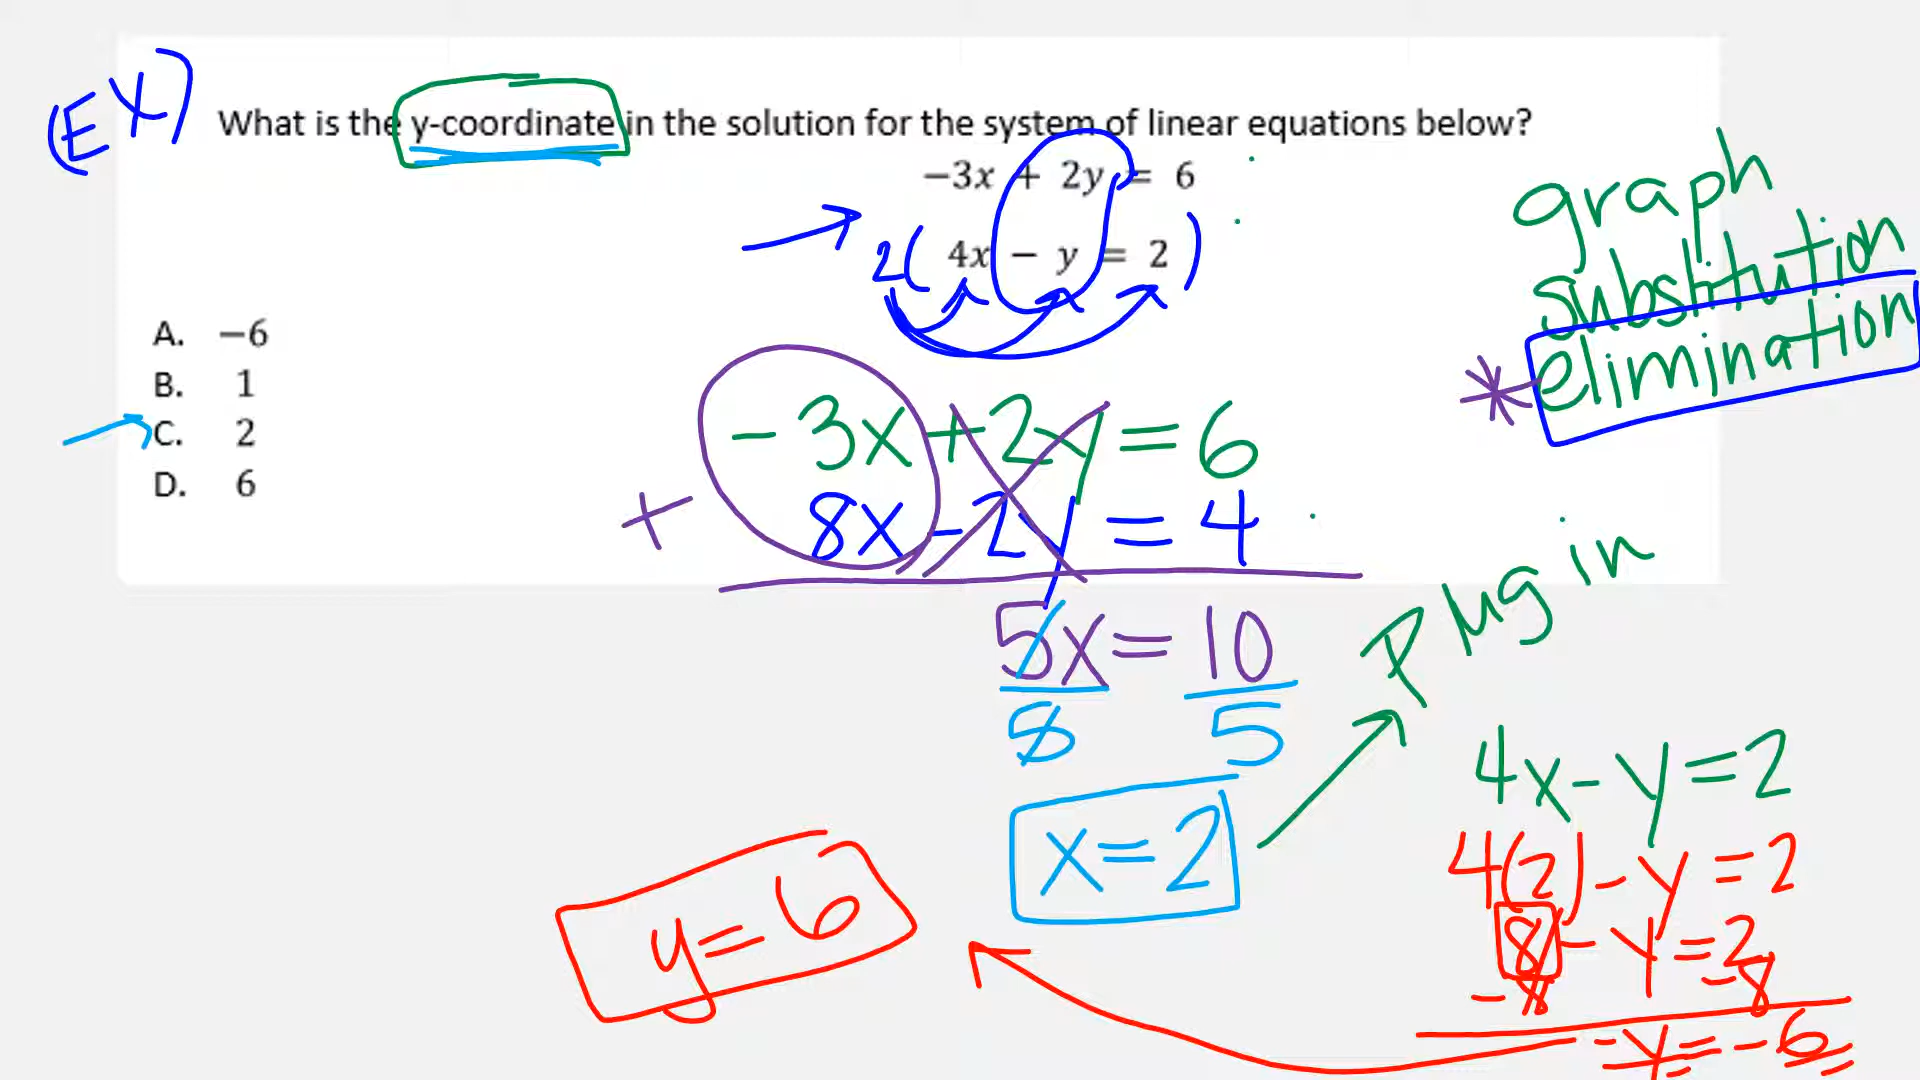 (EX)
What is the y-coordinate in the solution for the system of linear equations below?
−3x + 2y = 6
2( 4x − y = 2 )
graph
substitution
* elimination
A. −6
B. 1
C. 2
D. 6
-3x+2y=6
+ 8x-2y=4
5x=10
5 5
x=2
Plug in
4x-y=2
4(2)-y=2
8-y=2
-8 -8
-y=-6
y=6